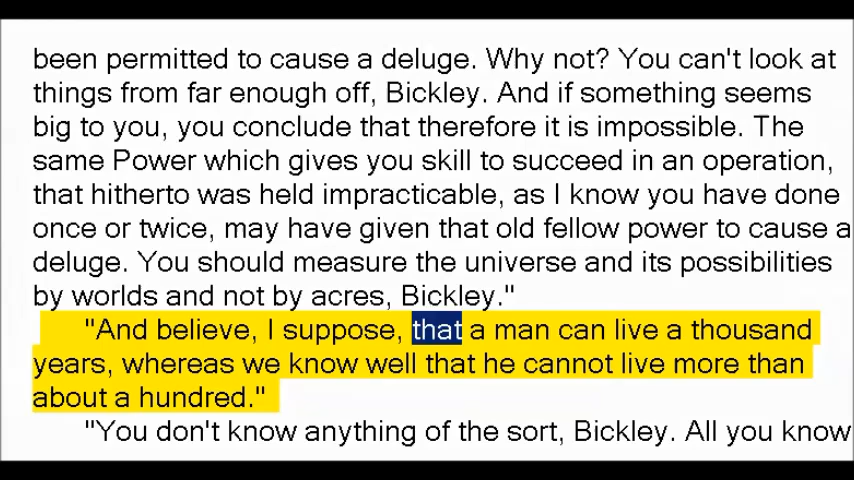 been permitted to cause a deluge. Why not? You can't look at
things from far enough off, Bickley. And if something seems
big to you, you conclude that therefore it is impossible. The
same Power which gives you skill to succeed in an operation,
that hitherto was held impracticable, as I know you have done
once or twice, may have given that old fellow power to cause a
deluge. You should measure the universe and its possibilities
by worlds and not by acres, Bickley."
"And believe, I suppose, that a man can live a thousand
years, whereas we know well that he cannot live more than
about a hundred."
"You don't know anything of the sort, Bickley. All you know